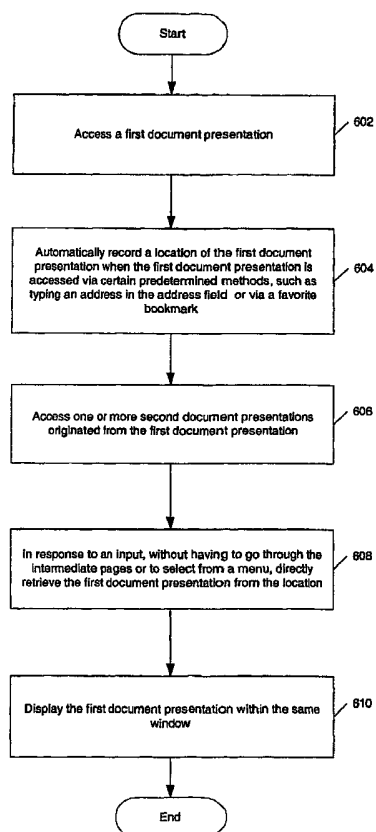 Start
Access a first document presentation
602
Automatically record a location of the first document
presentation when the first document presentation is
accessed via certain predetermined methods, such as
typing an address in the address field or via a favorite
bookmark
604
Access one or more second document presentations
originated from the first document presentation
606
In response to an input, without having to go through the
intermediate pages or to select from a menu, directly
retrieve the first document presentation from the location
608
Display the first document presentation within the same
window
610
End